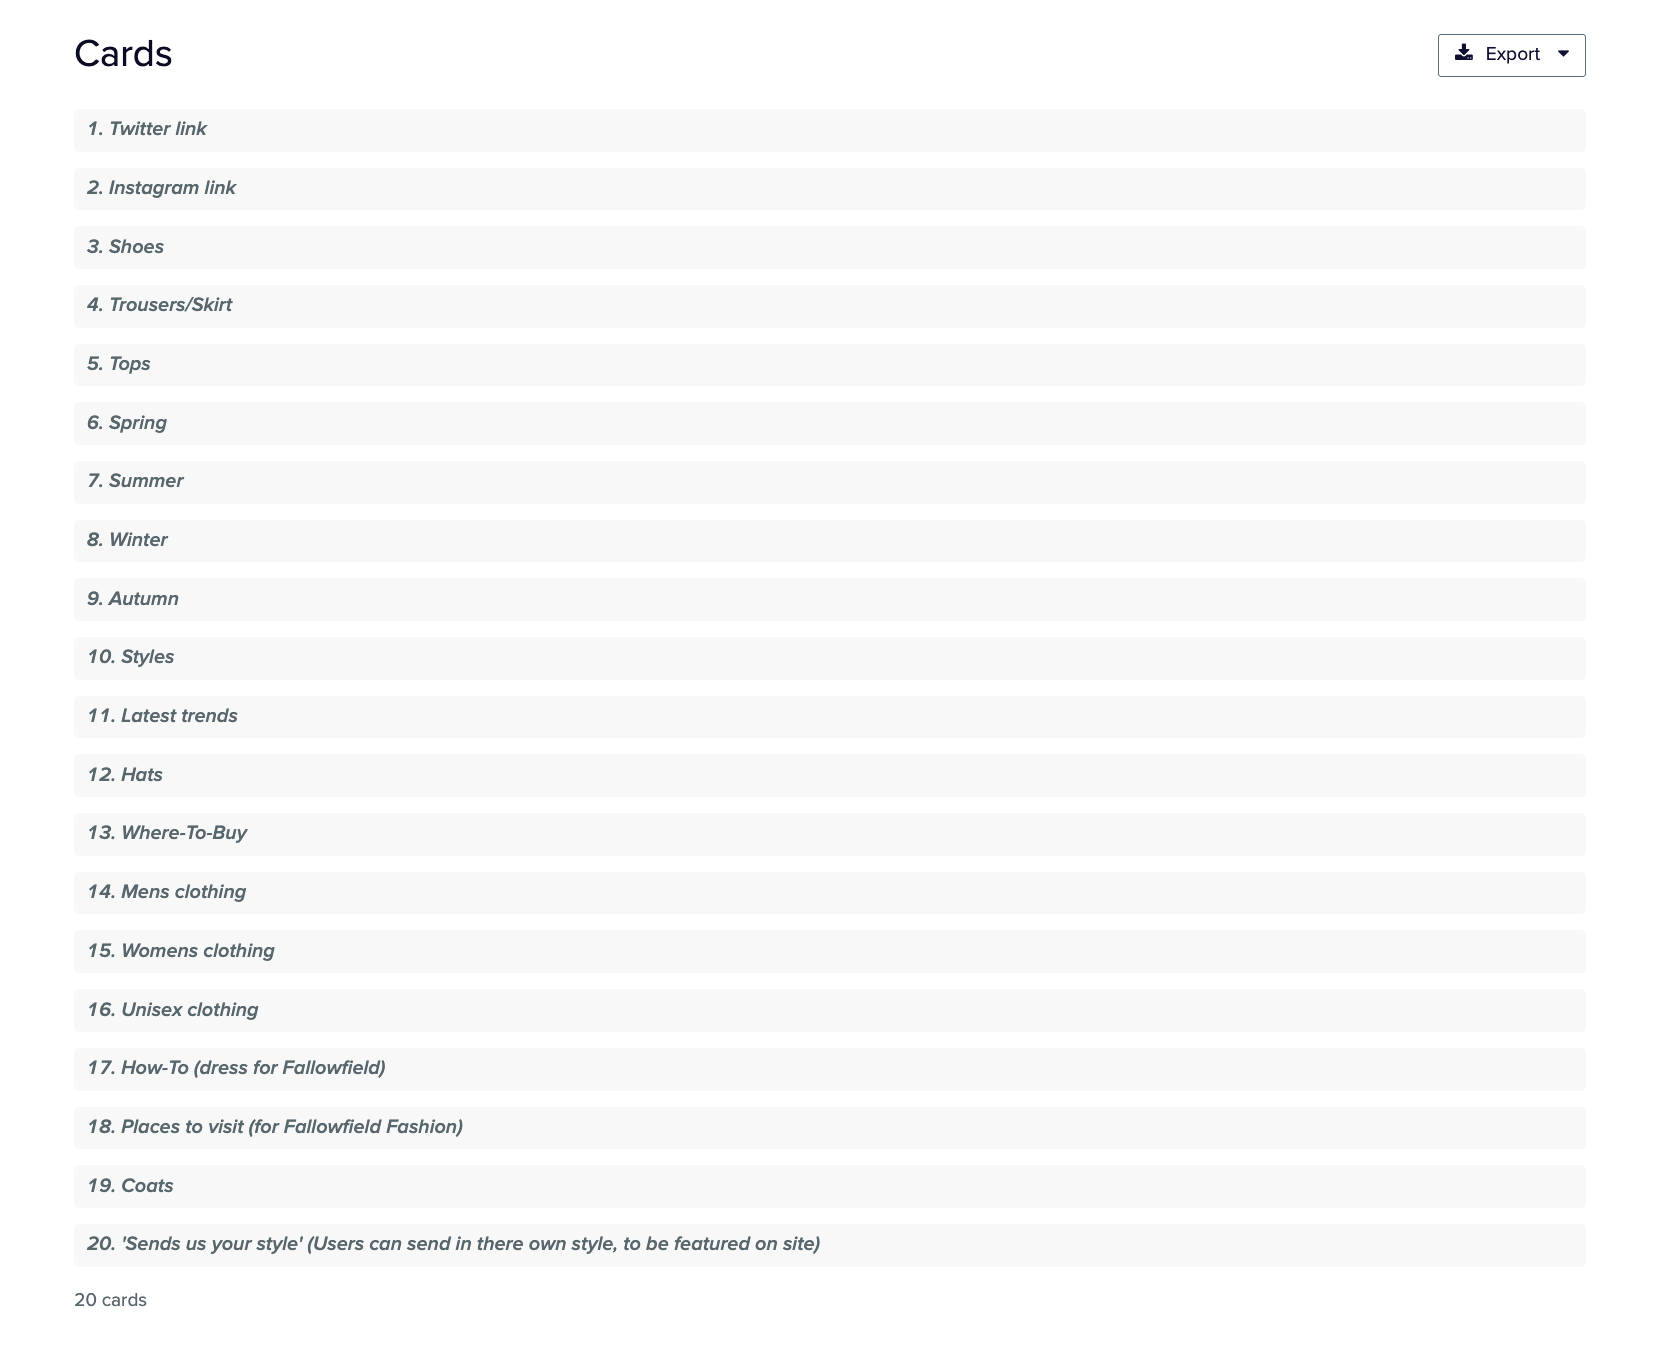 Cards
Export
1. Twitter link
2. Instagram link
3. Shoes
4. Trousers/Skirt
5. Tops
6. Spring
7. Summer
8. Winter
9. Autumn
10. Styles
11. Latest trends
12. Hats
13. Where-To-Buy
14. Mens clothing
15. Womens clothing
16. Unisex clothing
17. How-To (dress for Fallowfield)
18. Places to visit (for Fallowfield Fashion)
19. Coats
20. 'Sends us your style' (Users can send in there own style, to be featured on site)
20 cards